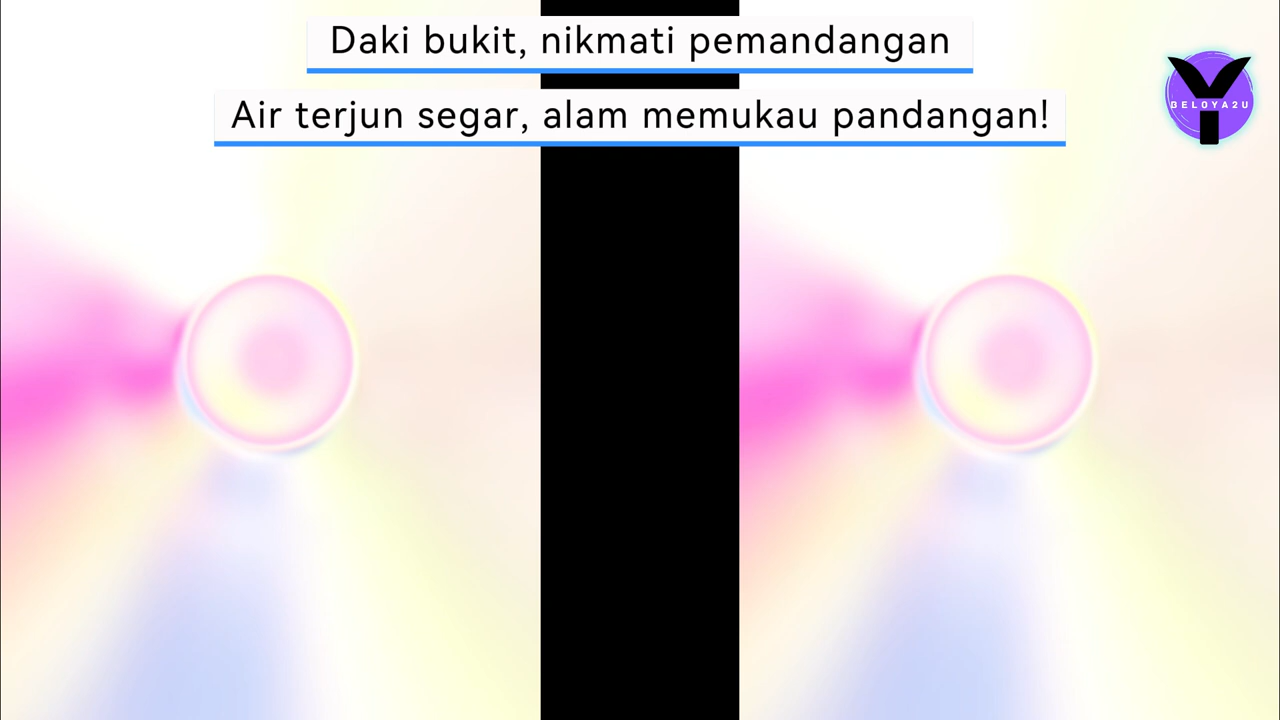 Daki bukit, nikmati pemandangan
Air terjun segar, alam memukau pandangan!
BELOYA2U